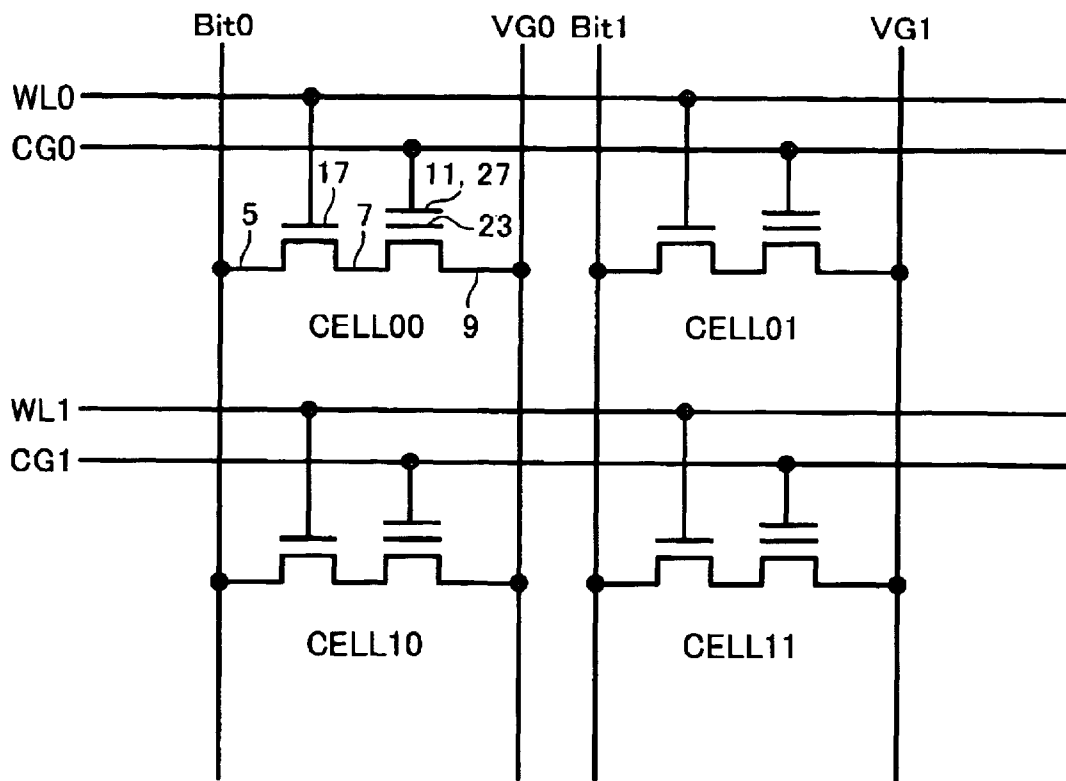 Bit0 VG0 Bit1 VG1
WL0
CG0
17 11, 27
5 7 23
9
CELL00 CELL01
WL1
CG1
CELL10 CELL11